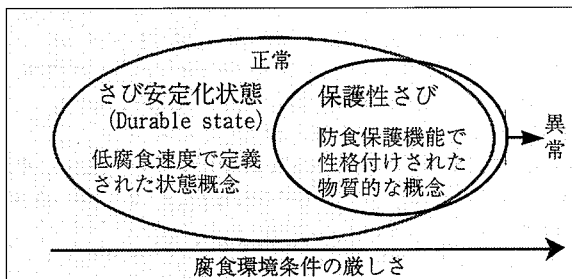 正常
さび安定化状態
(Durable state)
低腐食速度で定義
された状態概念
保護性さび
防食保護機能で
性格付けされた
物質的な概念
異常
腐食環境条件の厳しさ